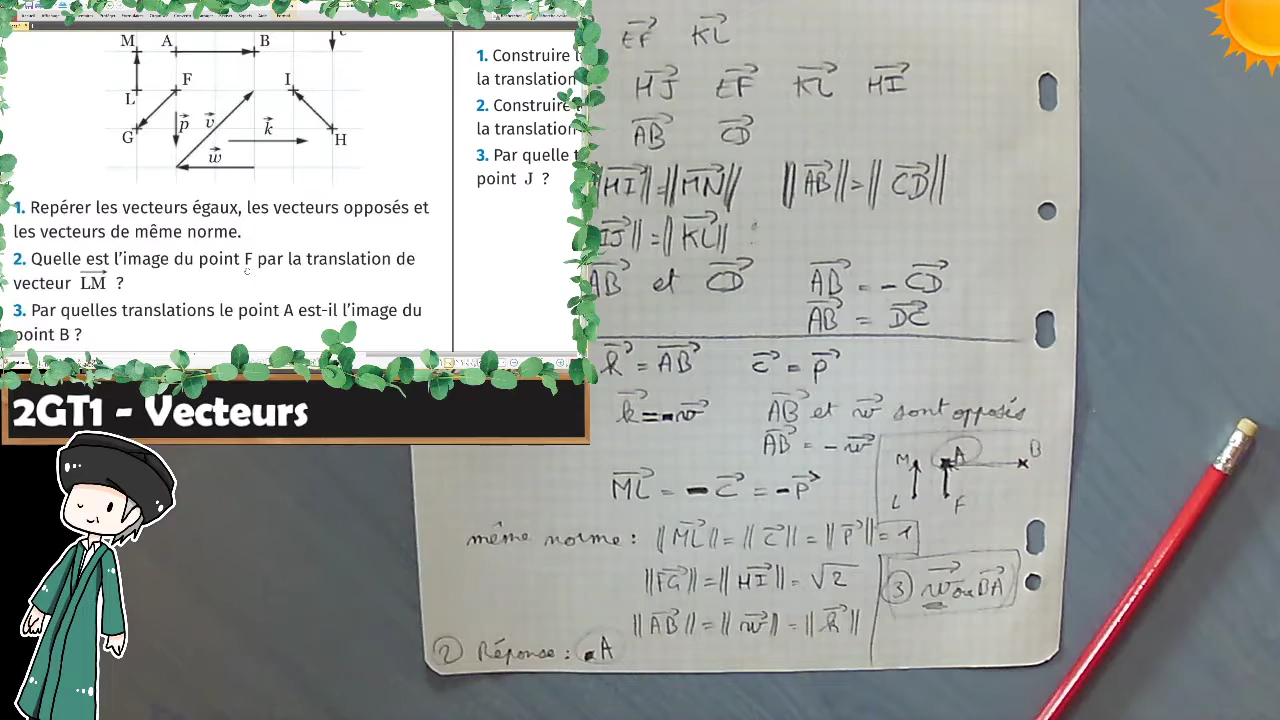 M A B
L F I
G p⃗ v⃗ k⃗ H
w⃗
1. Repérer les vecteurs égaux, les vecteurs opposés et
les vecteurs de même norme.
2. Quelle est l'image du point F par la translation de
vecteur L͞M ?
3. Par quelles translations le point A est-il l'image du
point B ?
1. Construire
la translation
2. Construire
la translation
3. Par quelle
point J ?
2GT1 - Vecteurs
EF KL
HJ EF KL HI
AB CD
||HI|| = ||MN|| ||AB|| = ||CD||
IJ|| = ||KL||
AB et CD AB = - CD
AB = DC
k = AB c = p
k = -w AB et w sont opposés
AB = - w
ML = - c = - p
M A B
L F
même norme : ||ML|| = ||c|| = ||p|| = 1
||FG|| = ||HI|| = √2
||AB|| = ||w|| = ||k||
3 w ou BA
2 Réponse : A